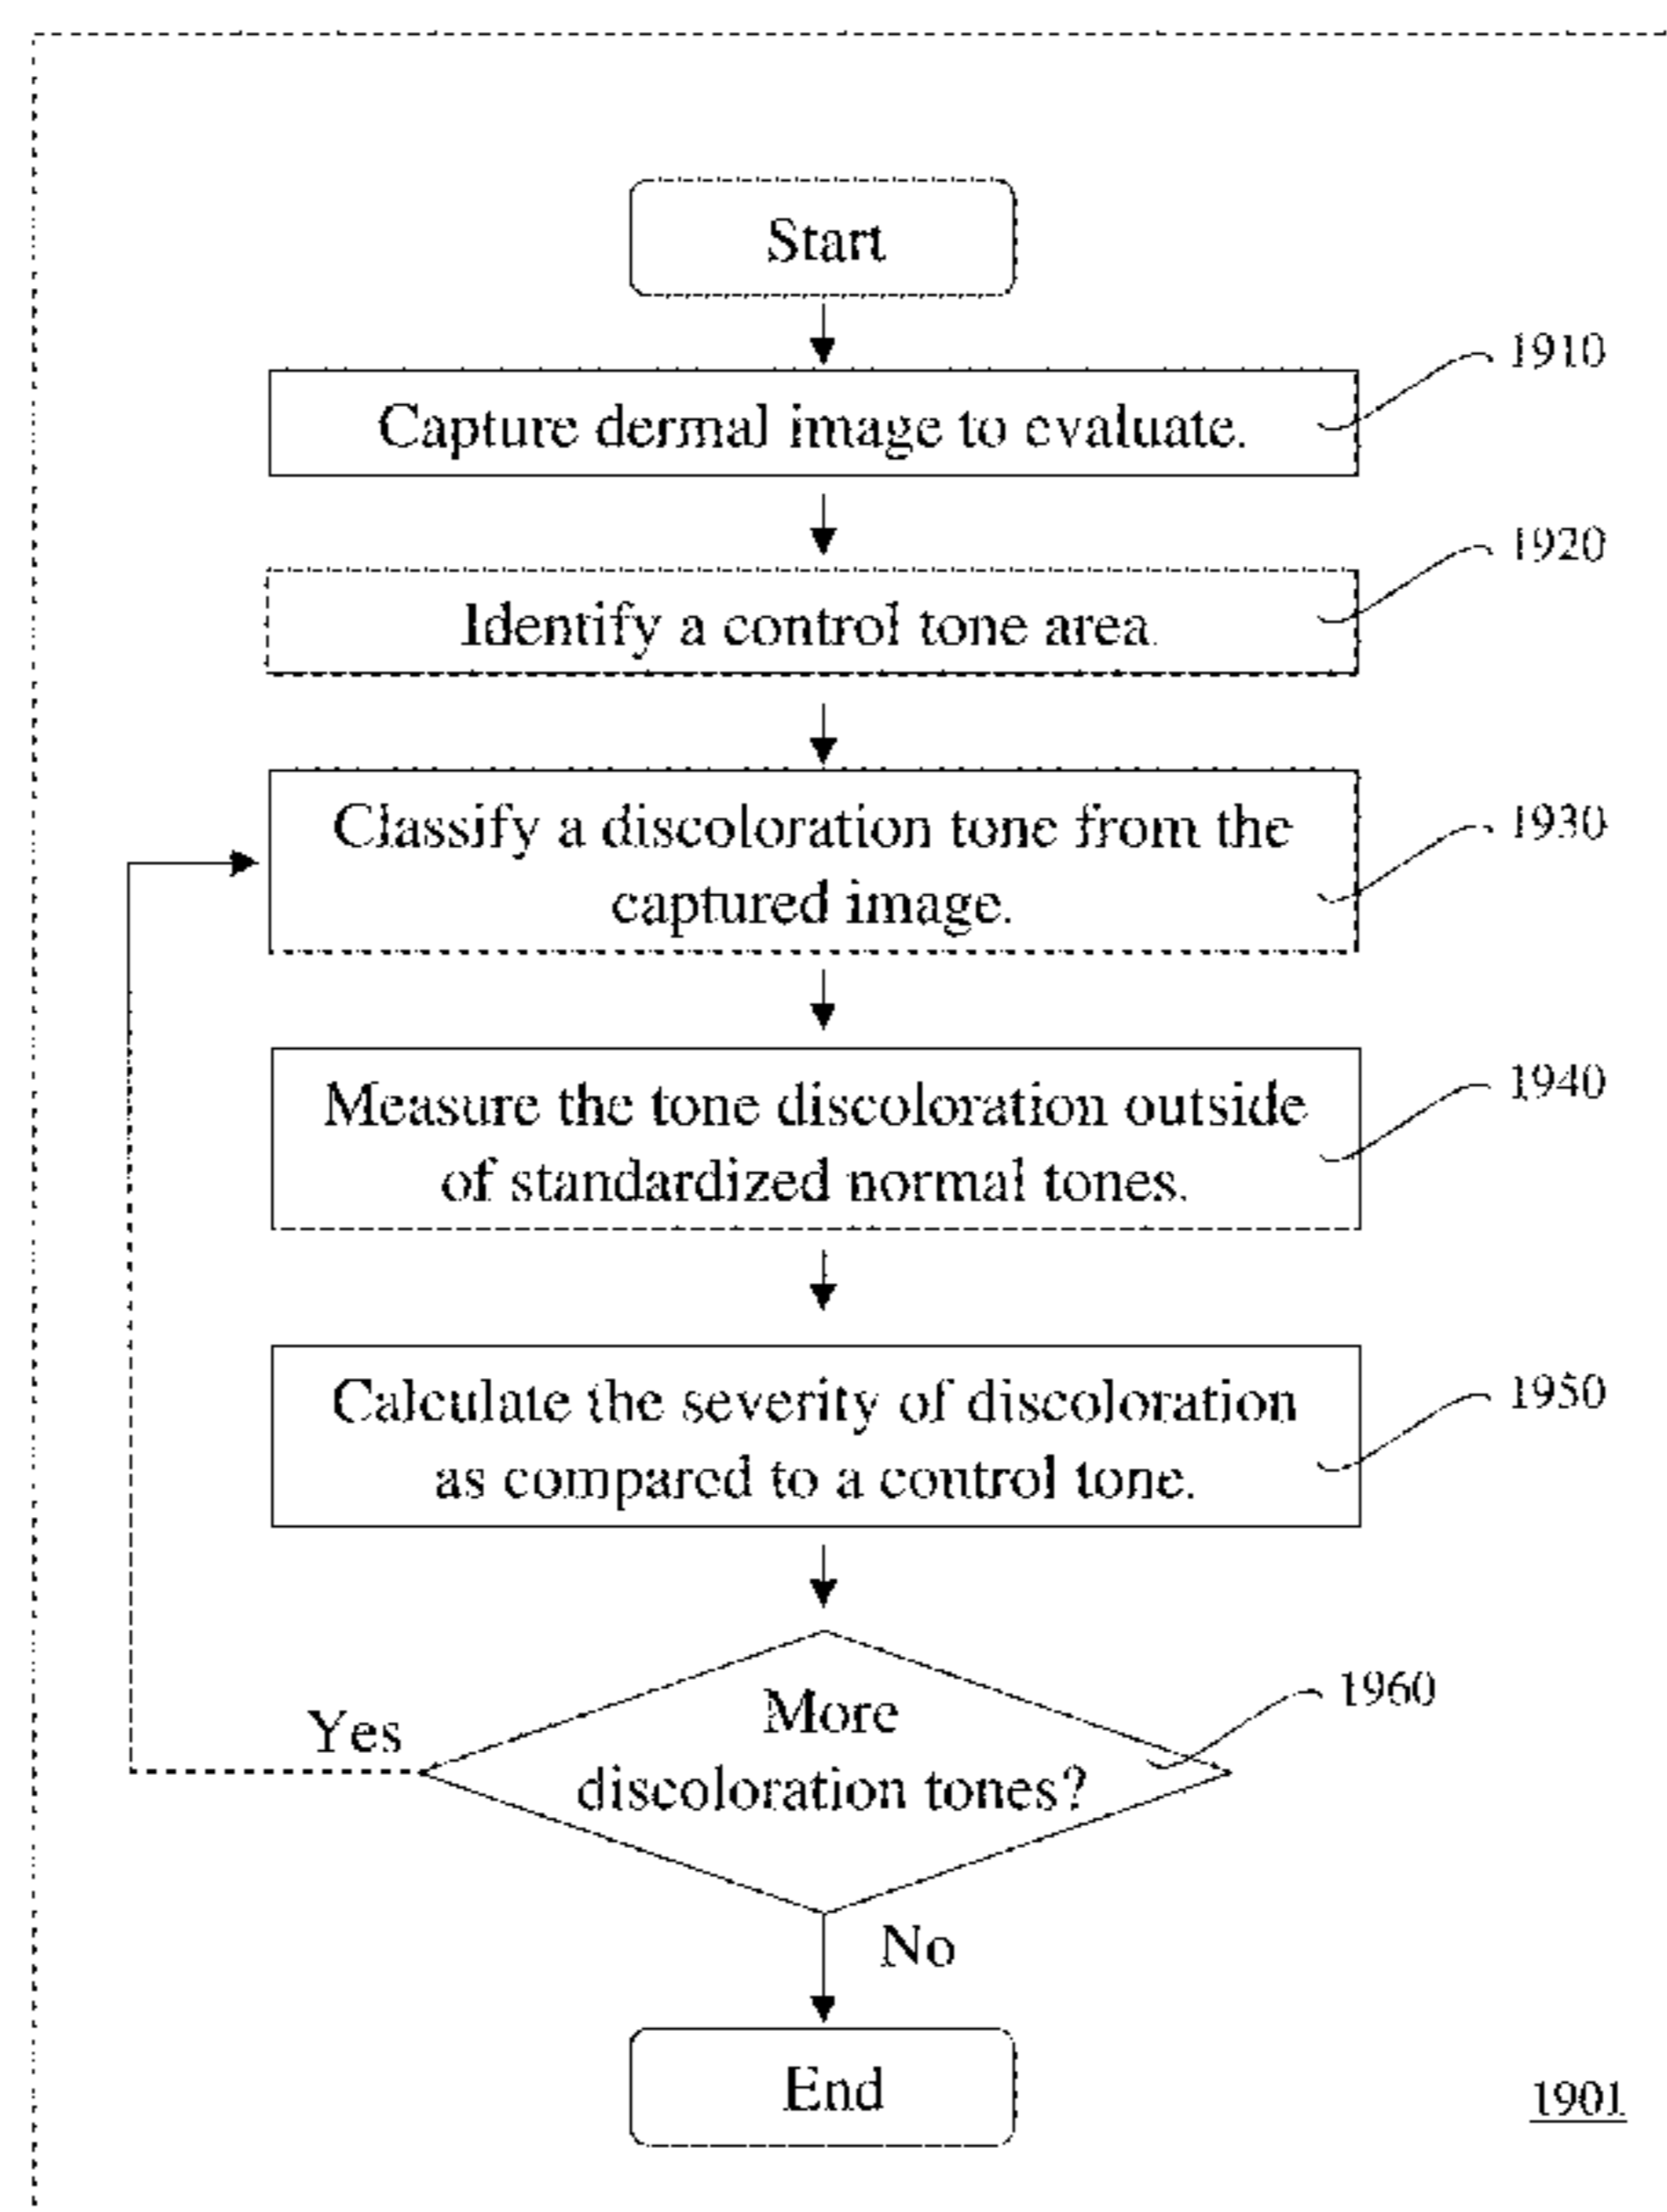 Start
1910
Capture dermal image to evaluate.
1920
Identify a control tone area.
1930
Classify a discoloration tone from the
captured image.
1940
Measure the tone discoloration outside
of standardized normal tones.
1950
Calculate the severity of discoloration
as compared to a control tone.
1960
More
discoloration tones?
Yes
No
End
1901